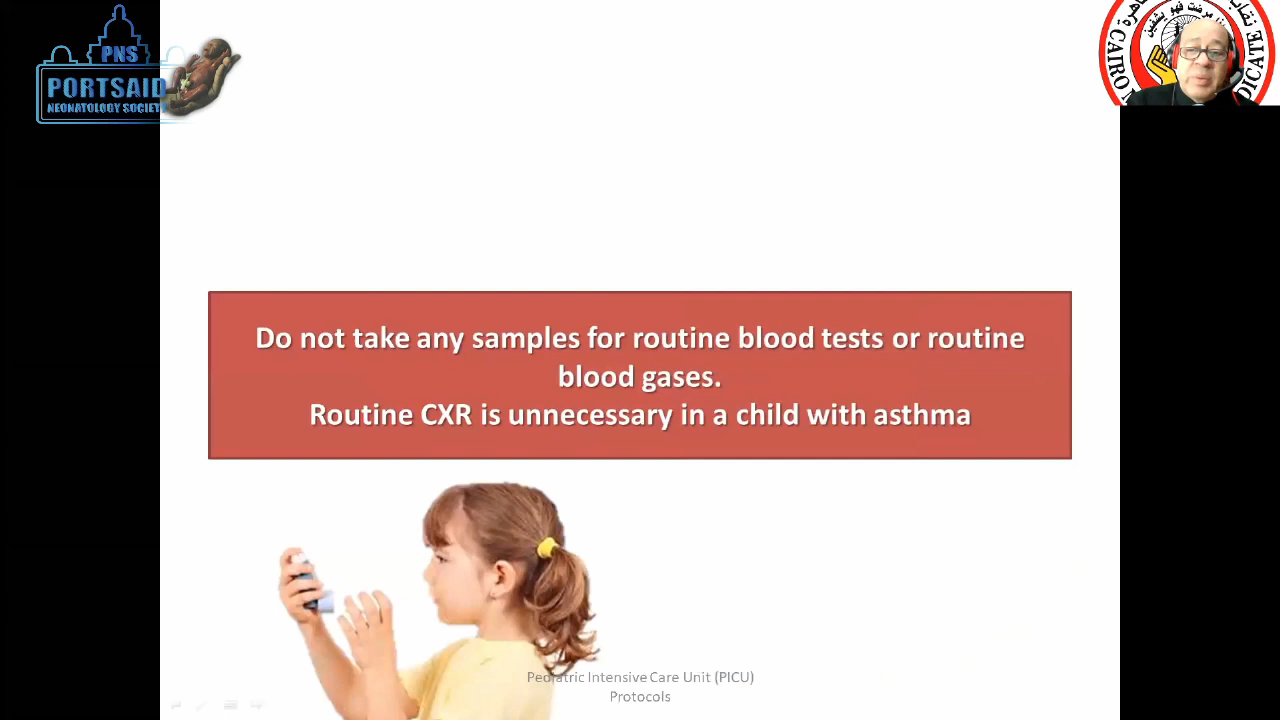 PNS
PORTSAID
NEONATOLOGY SOCIETY
CAIRO
Do not take any samples for routine blood tests or routine
blood gases.
Routine CXR is unnecessary in a child with asthma
Pediatric Intensive Care Unit (PICU)
Protocols